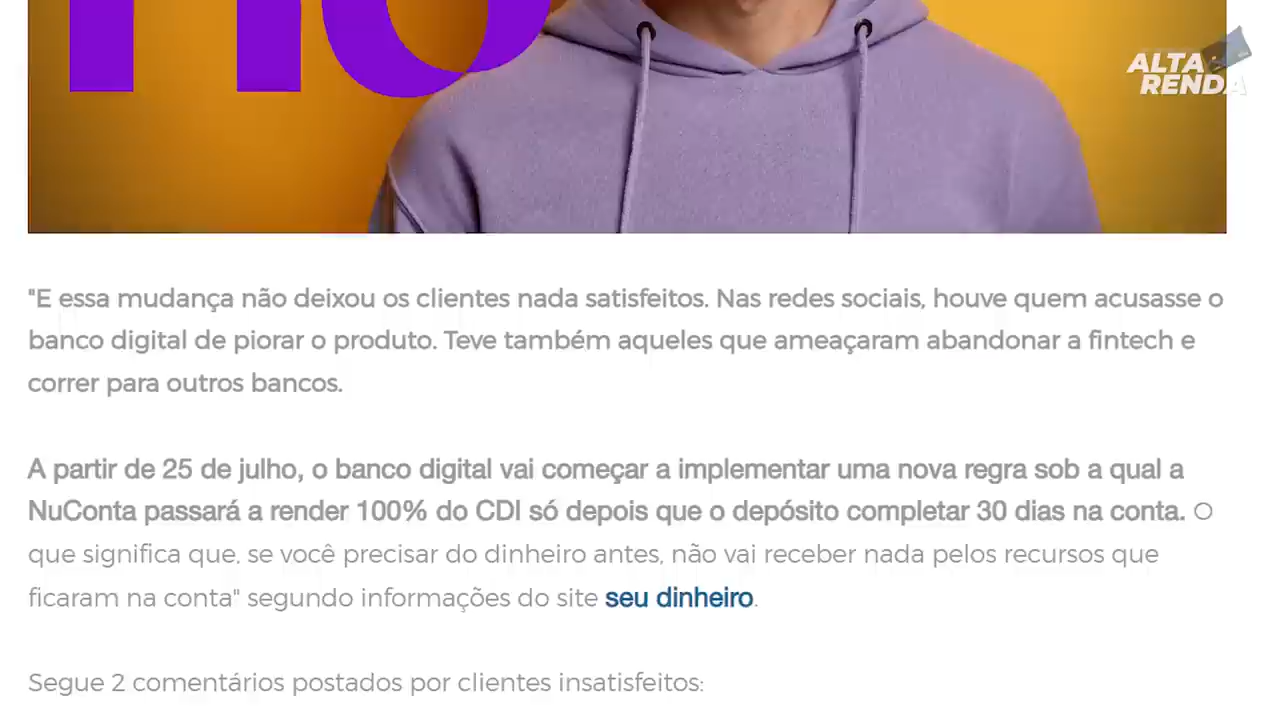 nu
ALTA
RENDA
"E essa mudança não deixou os clientes nada satisfeitos. Nas redes sociais, houve quem acusasse o
banco digital de piorar o produto. Teve também aqueles que ameaçaram abandonar a fintech e
correr para outros bancos.
A partir de 25 de julho, o banco digital vai começar a implementar uma nova regra sob a qual a
NuConta passará a render 100% do CDI só depois que o depósito completar 30 dias na conta. O
que significa que, se você precisar do dinheiro antes, não vai receber nada pelos recursos que
ficaram na conta" segundo informações do site seu dinheiro.
Segue 2 comentários postados por clientes insatisfeitos: